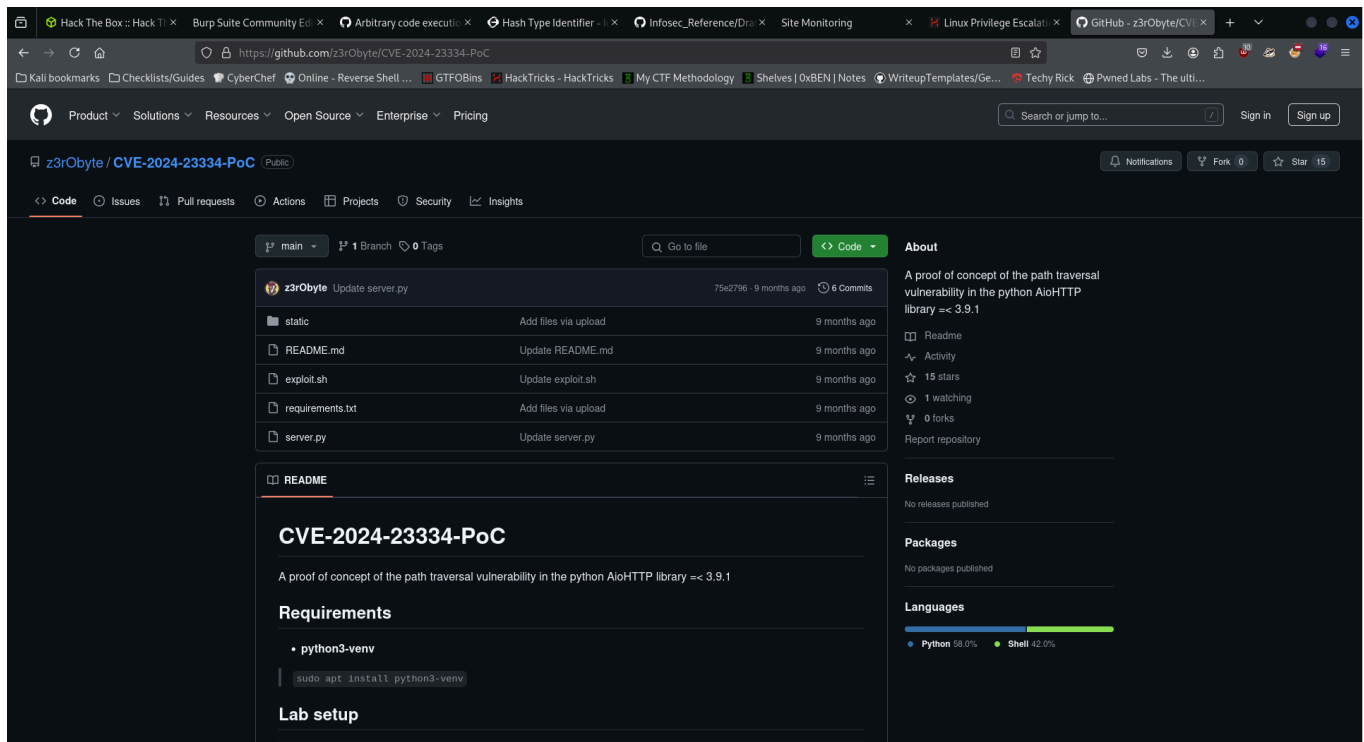 Hack The Box :: Hack Th
Burp Suite Community Edi
Arbitrary code executio
Hash Type Identifier - I
Infosec_Reference/Dra
Site Monitoring
Linux Privilege Escalati
GitHub - z3rObyte/CVE
https://github.com/z3rObyte/CVE-2024-23334-PoC
10
16
Kali bookmarks Checklists/Guides CyberChef Online - Reverse Shell ... GTFOBins HackTricks - HackTricks My CTF Methodology Shelves | 0xBEN | Notes WriteupTemplates/Ge... Techy Rick Pwned Labs - The ulti...
Product Solutions Resources Open Source Enterprise Pricing
Search or jump to... /
Sign in Sign up
z3rObyte / CVE-2024-23334-PoC Public
Notifications Fork 0 Star 15
Code Issues Pull requests Actions Projects Security Insights
main 1 Branch 0 Tags
Go to file
Code
z3rObyte Update server.py 75e2796 · 9 months ago 6 Commits
static Add files via upload 9 months ago
README.md Update README.md 9 months ago
exploit.sh Update exploit.sh 9 months ago
requirements.txt Add files via upload 9 months ago
server.py Update server.py 9 months ago
README
CVE-2024-23334-PoC
A proof of concept of the path traversal vulnerability in the python AioHTTP library =< 3.9.1
Requirements
• python3-venv
sudo apt install python3-venv
Lab setup
About
A proof of concept of the path traversal
vulnerability in the python AioHTTP
library =< 3.9.1
Readme
Activity
15 stars
1 watching
0 forks
Report repository
Releases
No releases published
Packages
No packages published
Languages
Python 58.0% Shell 42.0%